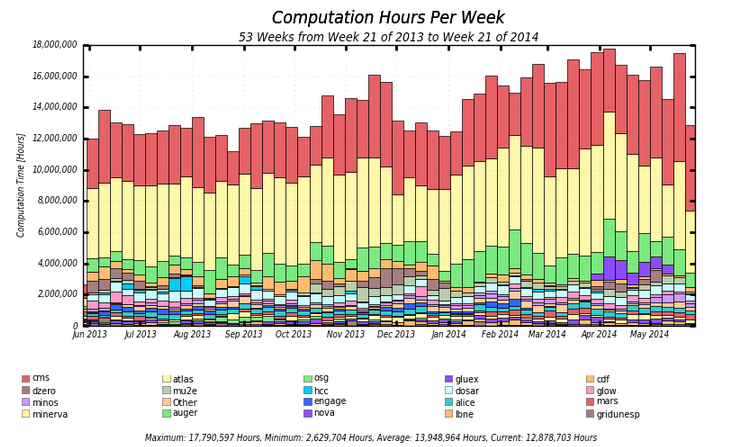 Computation Hours Per Week
53 Weeks from Week 21 of 2013 to Week 21 of 2014
18,000,000
16,000,000
14,000,000
12,000,000
10,000,000
8,000,000
6,000,000
4,000,000
2,000,000
0
Computation Time [Hours]
Jun 2013 Jul 2013 Aug 2013 Sep 2013 Oct 2013 Nov 2013 Dec 2013 Jan 2014 Feb 2014 Mar 2014 Apr 2014 May 2014
cms atlas osg gluex cdf
dzero mu2e hcc dosar glow
minos Other engage alice mars
minerva auger nova lbne gridunesp
Maximum: 17,790,597 Hours, Minimum: 2,629,704 Hours, Average: 13,948,964 Hours, Current: 12,878,703 Hours